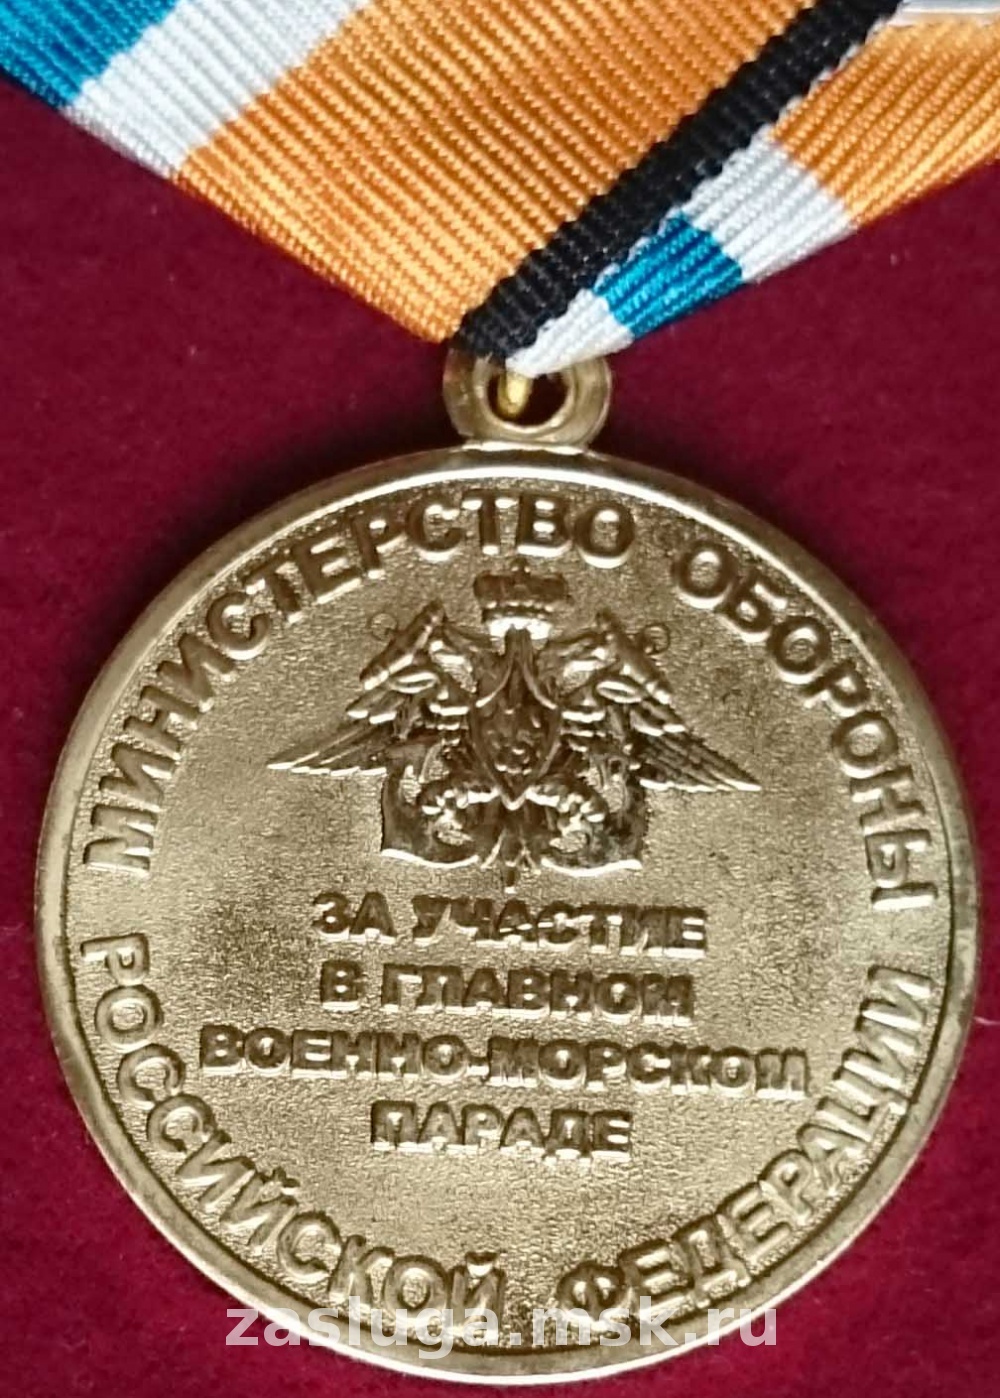 МИНИСТЕРСТВО ОБОРОНЫ
ЗА УЧАСТИЕ
В ГЛАВНОМ
ВОЕННО-МОРСКОМ
ПАРАДЕ
РОССИЙСКОЙ ФЕДЕРАЦИИ
zasluga.msk.ru